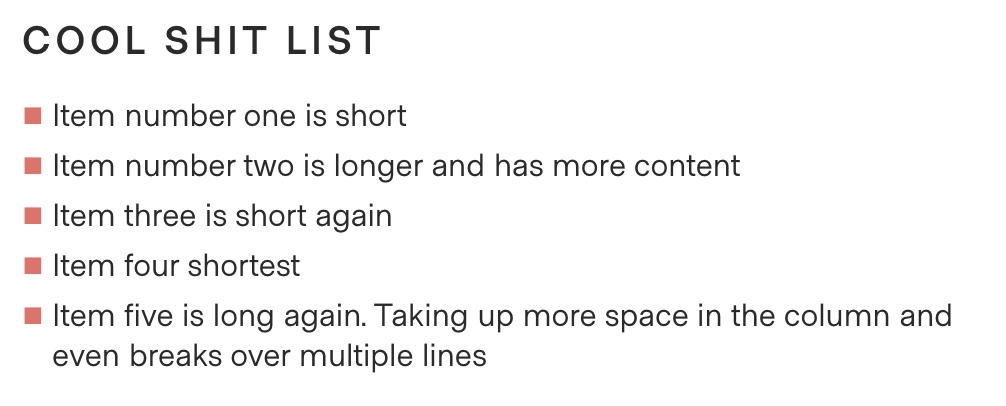 COOL SHIT LIST
Item number one is short
Item number two is longer and has more content
Item three is short again
Item four shortest
Item five is long again. Taking up more space in the column and
even breaks over multiple lines